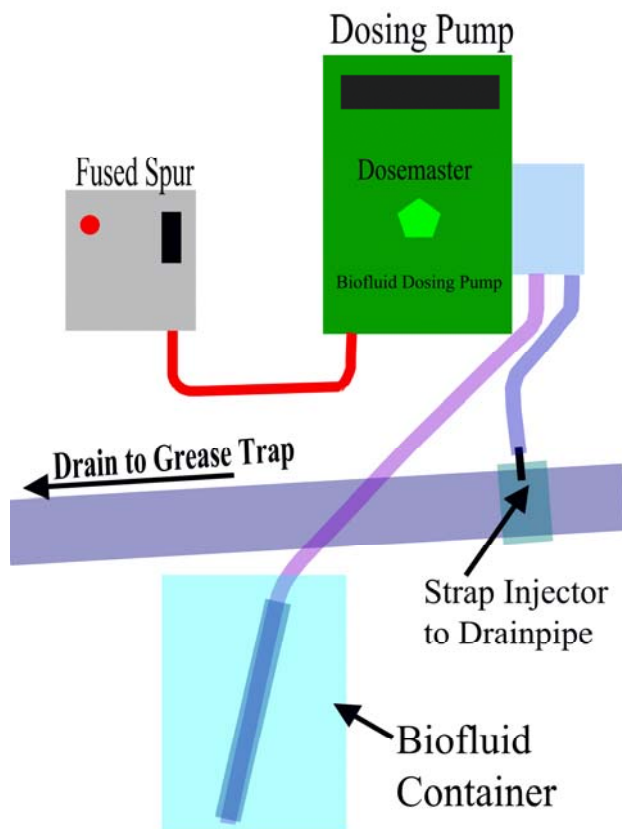 Dosing Pump
Fused Spur
Dosemaster
Biofluid Dosing Pump
Drain to Grease Trap
Strap Injector
to Drainpipe
Biofluid
Container